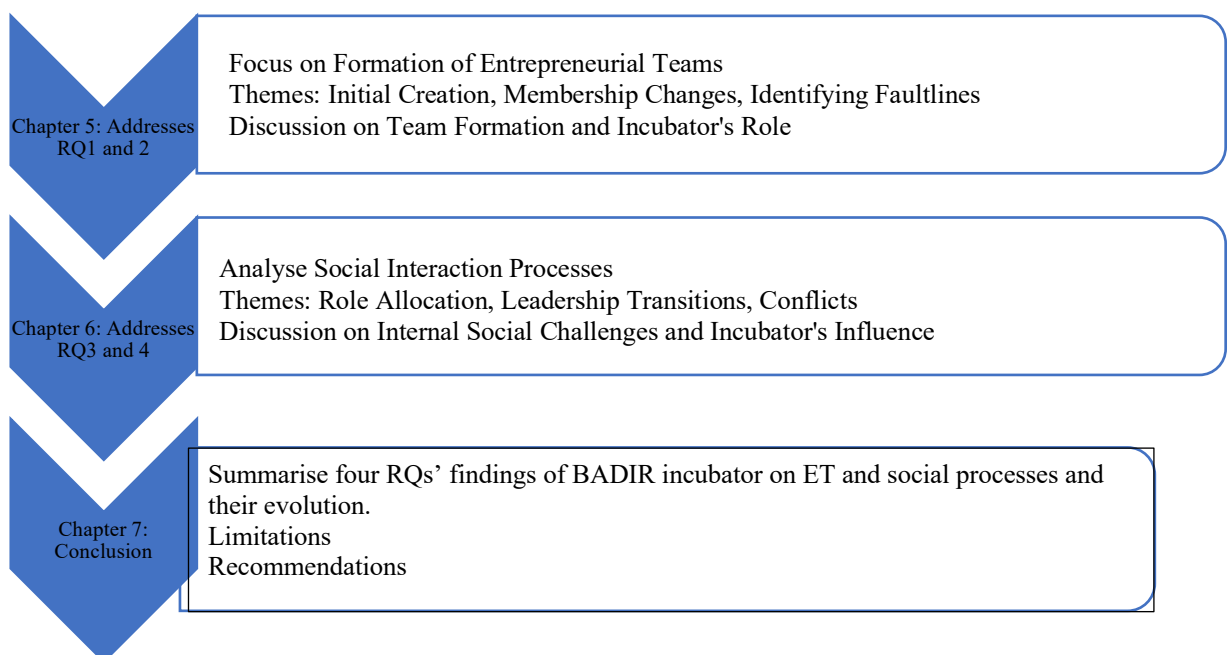 Chapter 5: Addresses
RQ1 and 2
Focus on Formation of Entrepreneurial Teams
Themes: Initial Creation, Membership Changes, Identifying Faultlines
Discussion on Team Formation and Incubator's Role
Chapter 6: Addresses
RQ3 and 4
Analyse Social Interaction Processes
Themes: Role Allocation, Leadership Transitions, Conflicts
Discussion on Internal Social Challenges and Incubator's Influence
Chapter 7:
Conclusion
Summarise four RQs’ findings of BADIR incubator on ET and social processes and
their evolution.
Limitations
Recommendations